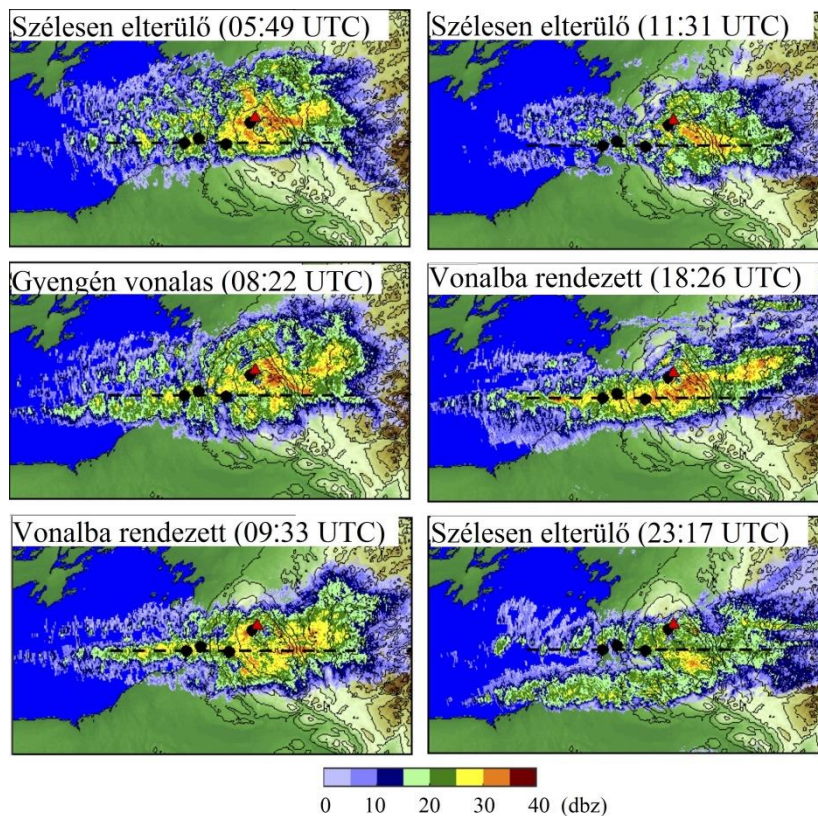 Szélesen elterülő (05:49 UTC)
Szélesen elterülő (11:31 UTC)
Gyengén vonalas (08:22 UTC)
Vonalba rendezett (18:26 UTC)
Vonalba rendezett (09:33 UTC)
Szélesen elterülő (23:17 UTC)
0 10 20 30 40 (dbz)